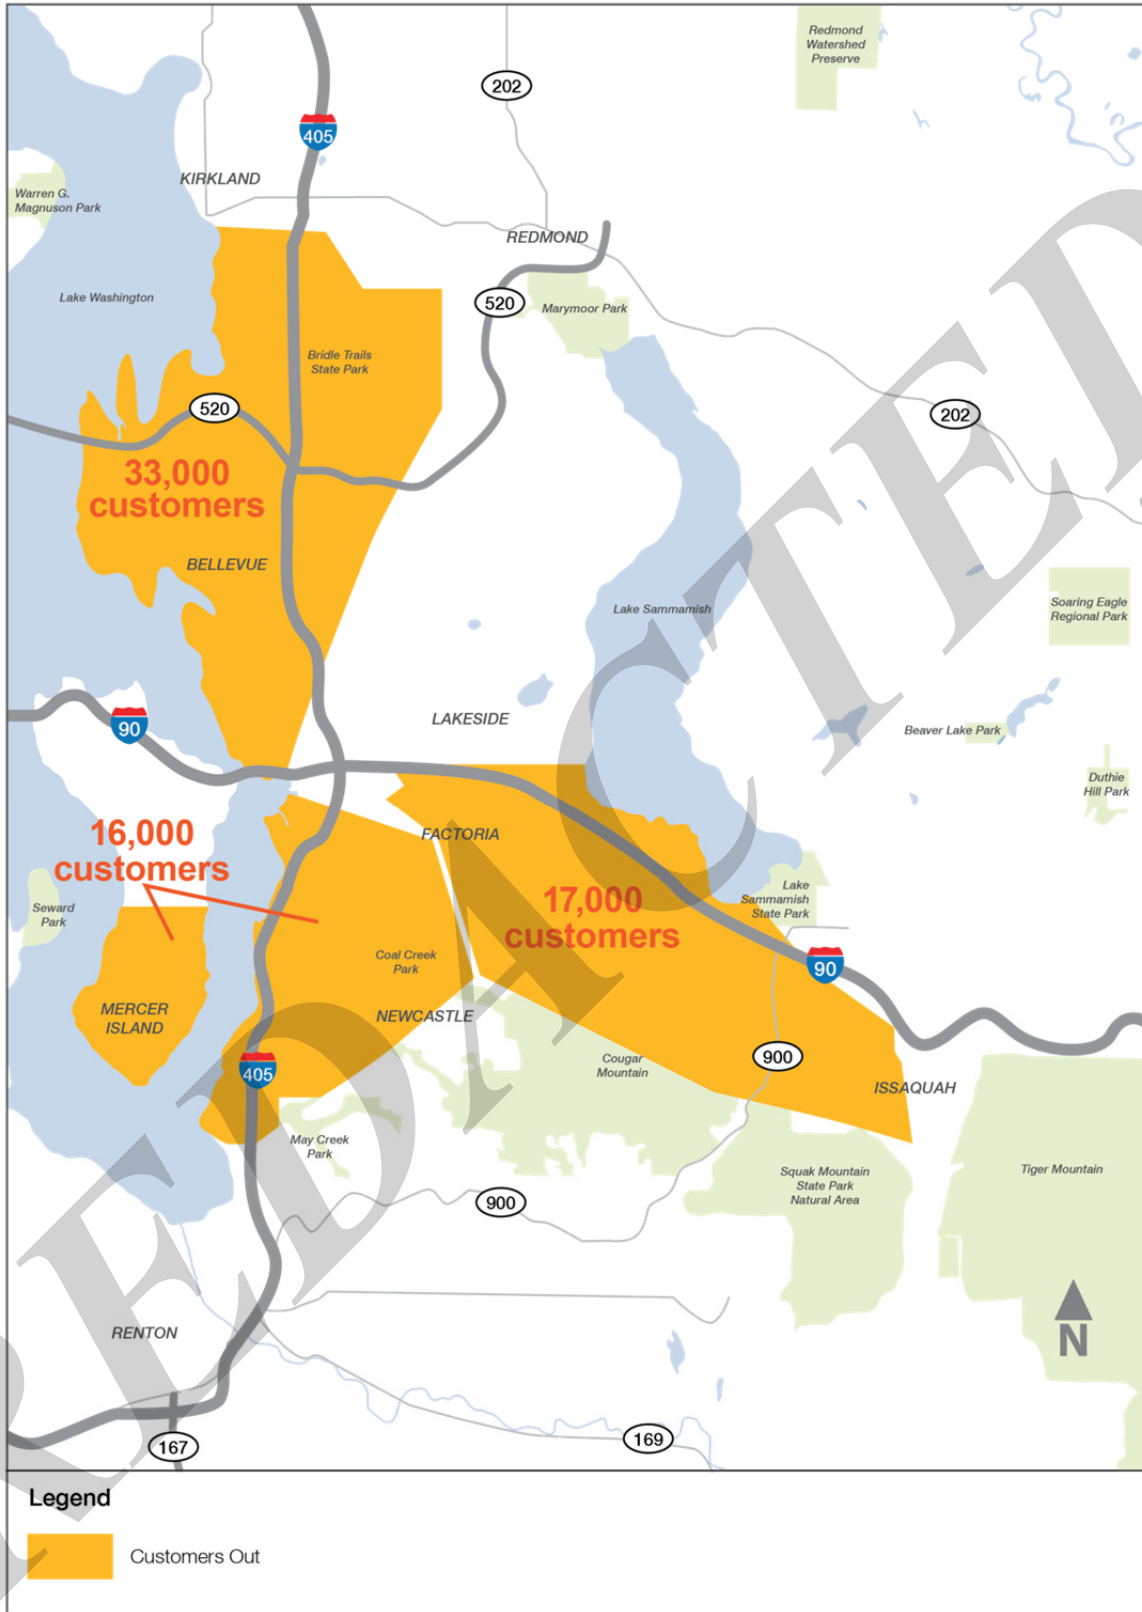 Redmond
Watershed
Preserve
202
405
KIRKLAND
Warren G.
Magnuson Park
REDMOND
Lake Washington
520
Marymoor Park
Bridle Trails
State Park
520
202
33,000
customers
BELLEVUE
Lake Sammamish
Soaring Eagle
Regional Park
LAKESIDE
90
Beaver Lake Park
Duthie
Hill Park
16,000
customers
FACTORIA
Seward
Park
17,000
customers
Lake
Sammamish
State Park
Coal Creek
Park
90
MERCER
ISLAND
NEWCASTLE
405
Cougar
Mountain
900
ISSAQUAH
May Creek
Park
Squak Mountain
State Park
Natural Area
Tiger Mountain
900
RENTON
N
167
169
Legend
Customers Out
REDACTED